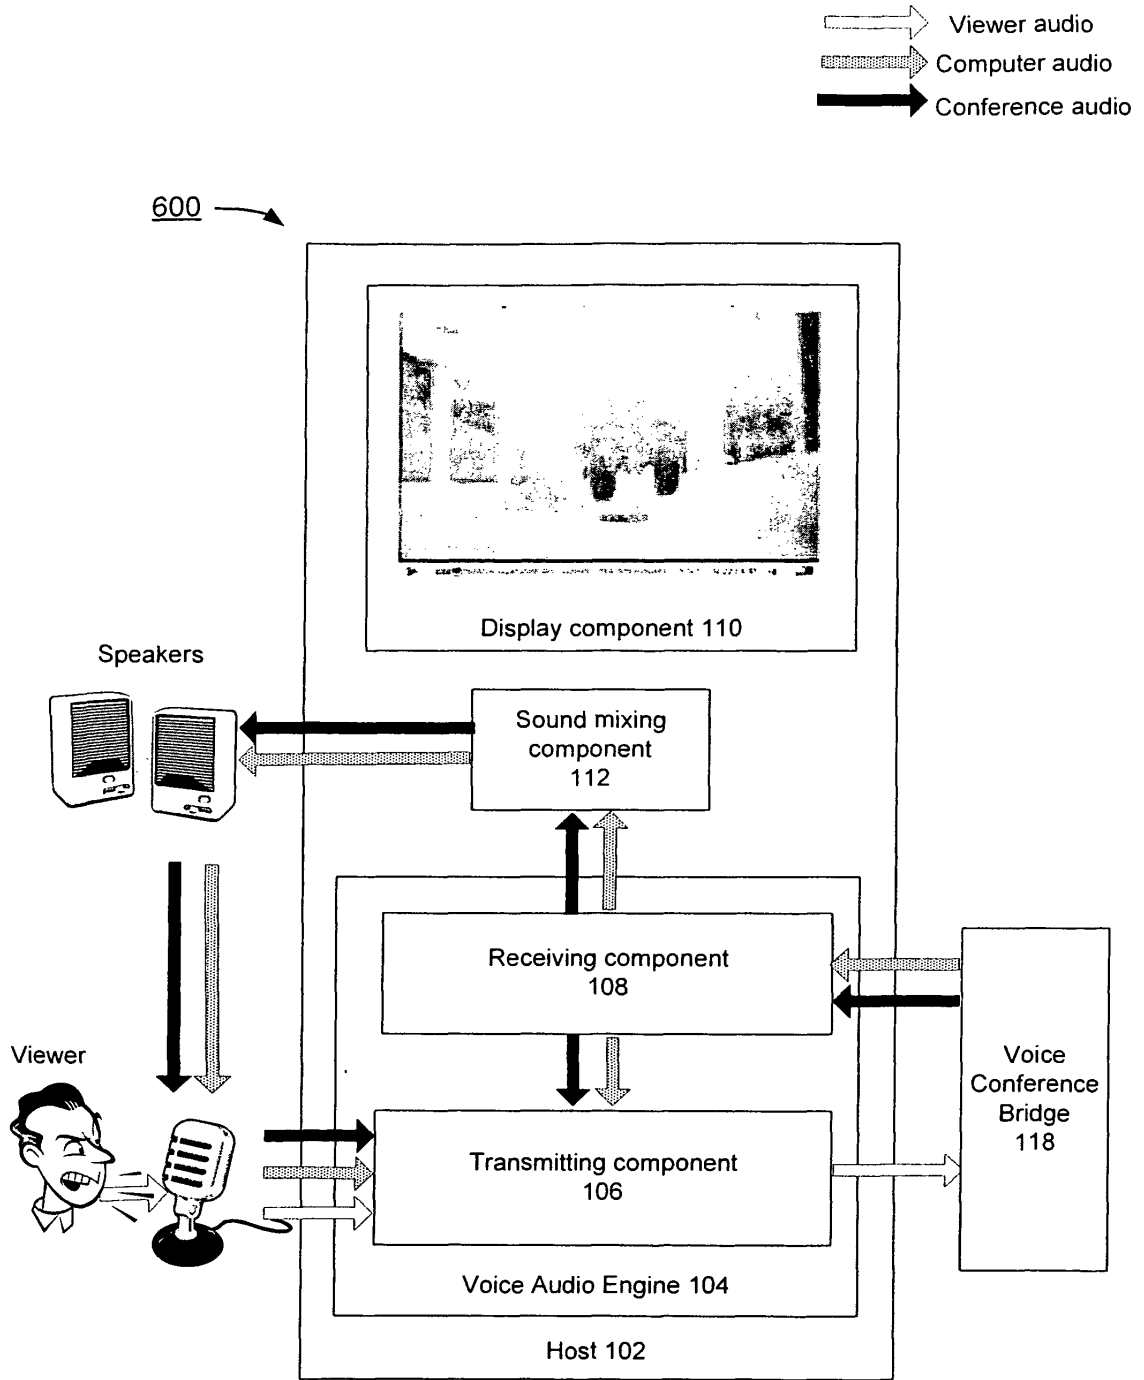 Viewer audio
Computer audio
Conference audio
600
Display component 110
Speakers
Sound mixing
component
112
Receiving component
108
Viewer
Voice
Conference
Bridge
118
Transmitting component
106
Voice Audio Engine 104
Host 102